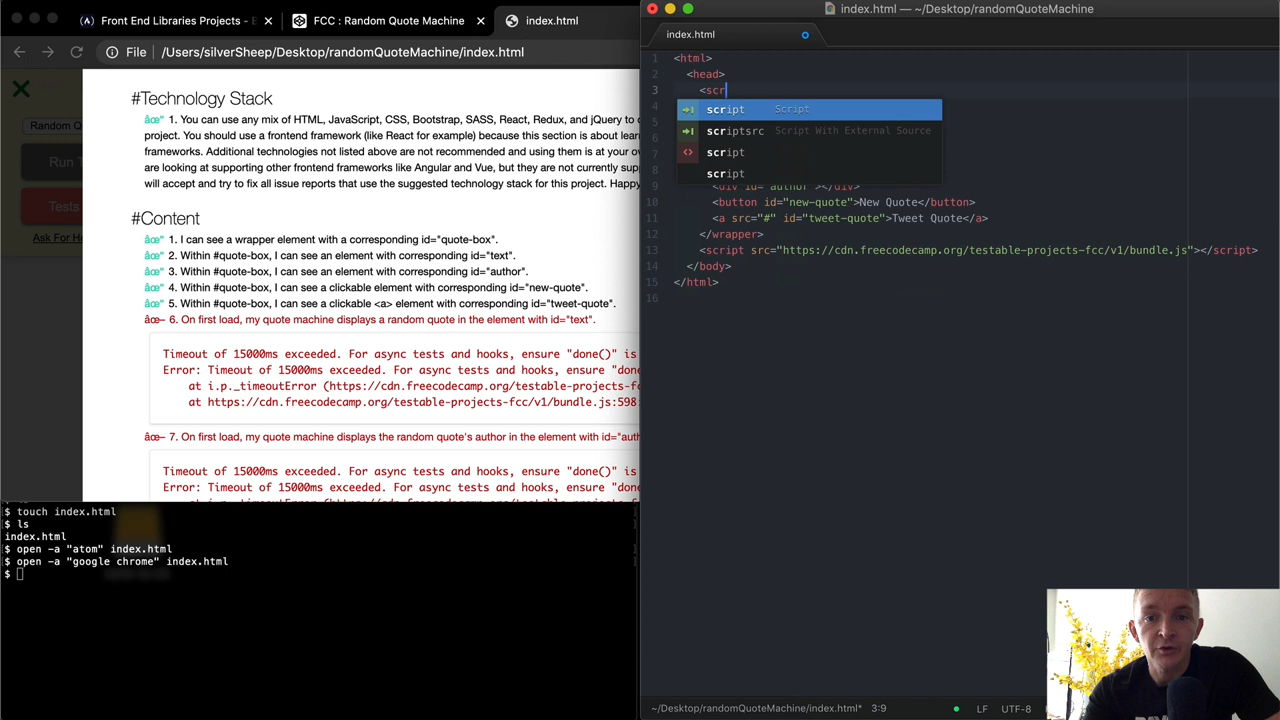 Front End Libraries Projects - B
FCC : Random Quote Machine
index.html
File
/Users/silverSheep/Desktop/randomQuoteMachine/index.html
Random Q
Run T
Tests
Ask For He
#Technology Stack
âœ" 1. You can use any mix of HTML, JavaScript, CSS, Bootstrap, SASS, React, Redux, and jQuery to c
project. You should use a frontend framework (like React for example) because this section is about lear
frameworks. Additional technologies not listed above are not recommended and using them is at your ow
are looking at supporting other frontend frameworks like Angular and Vue, but they are not currently sup
will accept and try to fix all issue reports that use the suggested technology stack for this project. Happy
#Content
âœ" 1. I can see a wrapper element with a corresponding id="quote-box".
âœ" 2. Within #quote-box, I can see an element with corresponding id="text".
âœ" 3. Within #quote-box, I can see an element with corresponding id="author".
âœ" 4. Within #quote-box, I can see a clickable element with corresponding id="new-quote".
âœ" 5. Within #quote-box, I can see a clickable <a> element with corresponding id="tweet-quote".
âœ– 6. On first load, my quote machine displays a random quote in the element with id="text".
Timeout of 15000ms exceeded. For async tests and hooks, ensure "done()" is
Error: Timeout of 15000ms exceeded. For async tests and hooks, ensure "done
at i.p._timeoutError (https://cdn.freecodecamp.org/testable-projects-fc
at https://cdn.freecodecamp.org/testable-projects-fcc/v1/bundle.js:598:
âœ– 7. On first load, my quote machine displays the random quote's author in the element with id="auth
Timeout of 15000ms exceeded. For async tests and hooks, ensure "done()" is
Error: Timeout of 15000ms exceeded. For async tests and hooks, ensure "done
$ touch index.html
$ ls
index.html
$ open -a "atom" index.html
$ open -a "google chrome" index.html
$
index.html — ~/Desktop/randomQuoteMachine
index.html
1 <html>
2 <head>
3 <scr
script Script
scriptsrc Script With External Source
script
script
4
5
6
7
8
9 <div id="author"></div>
10 <button id="new-quote">New Quote</button>
11 <a src="#" id="tweet-quote">Tweet Quote</a>
12 </wrapper>
13 <script src="https://cdn.freecodecamp.org/testable-projects-fcc/v1/bundle.js"></script>
14 </body>
15 </html>
16
~/Desktop/randomQuoteMachine/index.html* 3:9
LF UTF-8